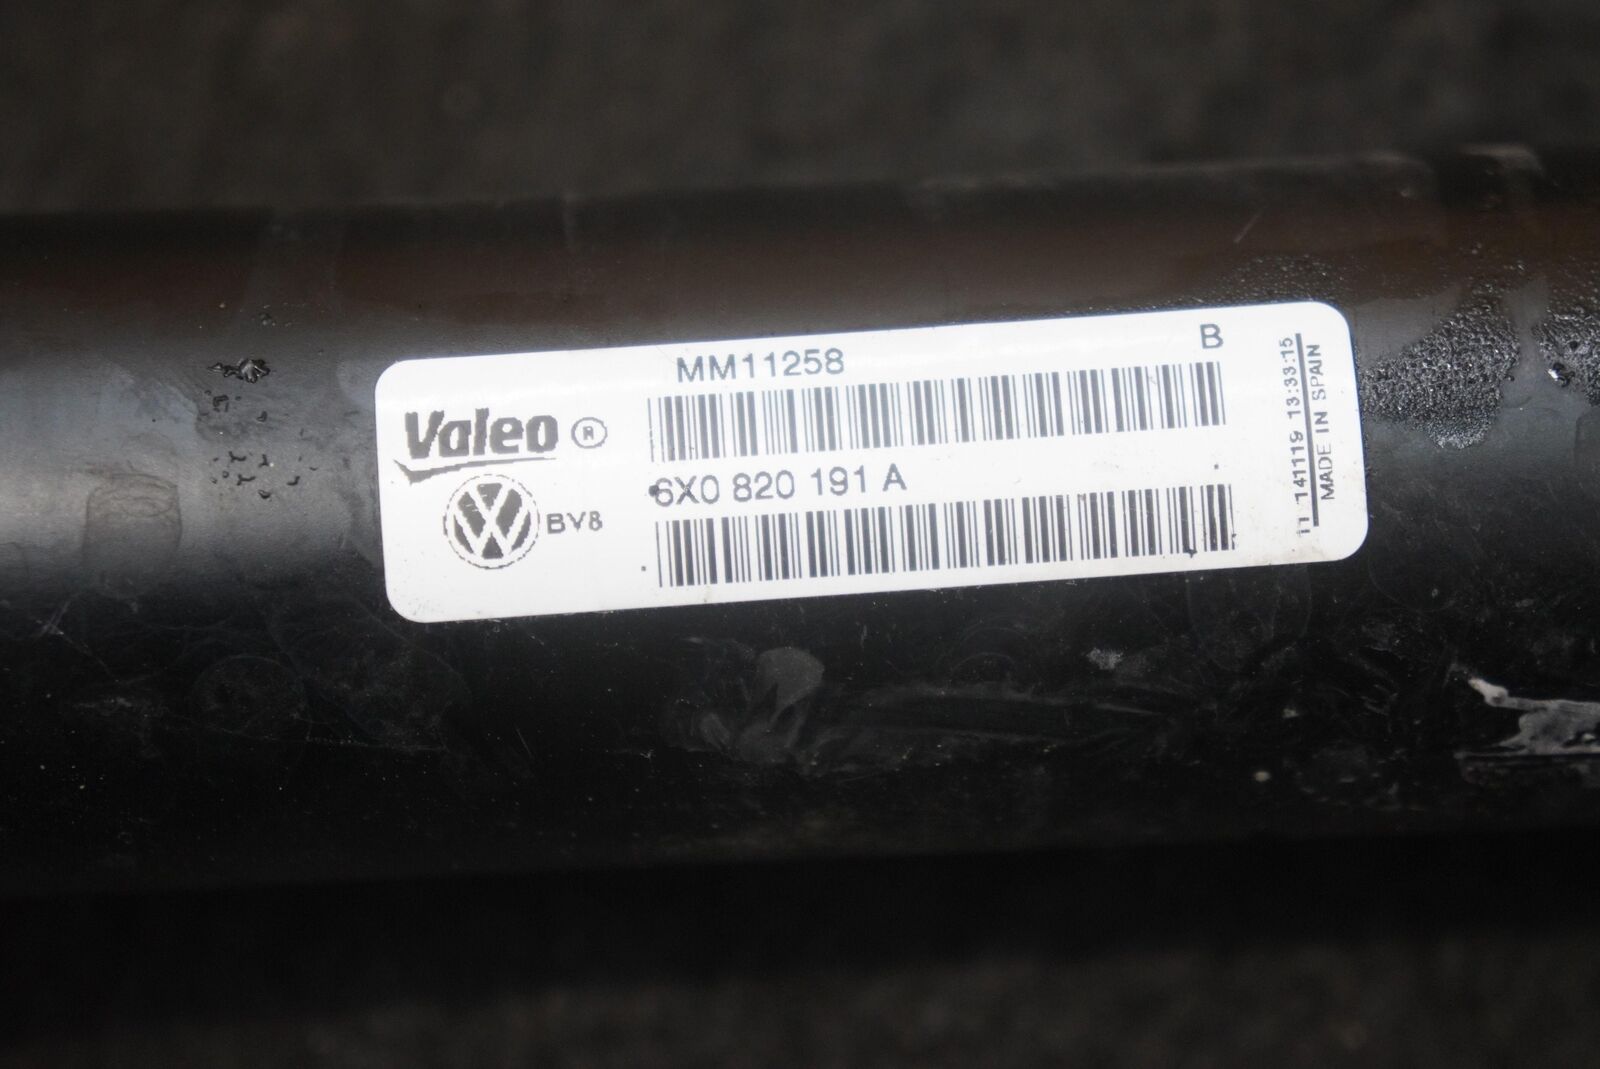 MM11258
B
Valeo ®
6X0 820 191 A
BV8
11 141119 13:33:15
MADE IN SPAIN